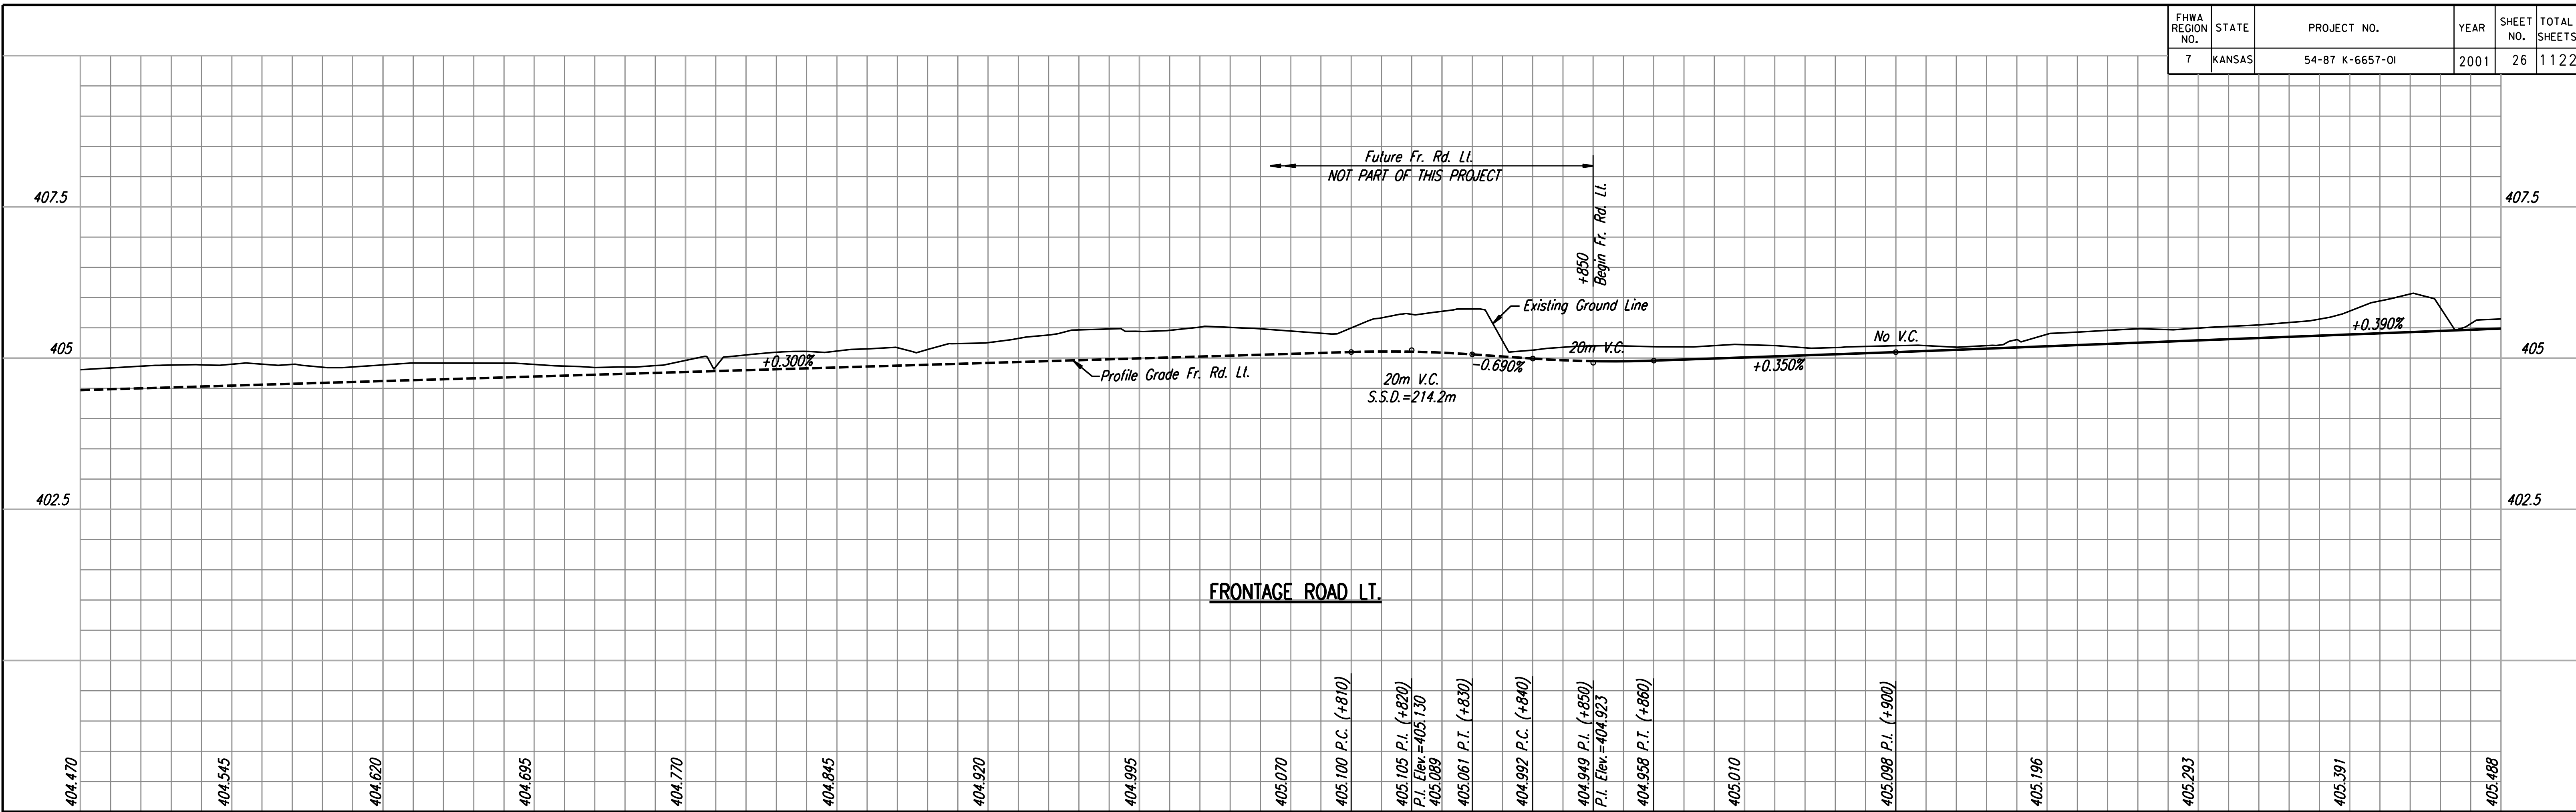 FHWA REGION NO. STATE PROJECT NO. YEAR SHEET NO. TOTAL SHEETS
7 KANSAS 54-87 K-6657-01 2001 26 1122
Future Fr. Rd. Lt.
NOT PART OF THIS PROJECT
407.5
407.5
+850
Begin Fr. Rd. Lt.
Existing Ground Line
405
+0.300%
Profile Grade Fr. Rd. Lt.
20m V.C.
S.S.D.=214.2m
-0.690%
20m V.C.
+0.350%
No V.C.
+0.390%
405
402.5
402.5
FRONTAGE ROAD LT.
404.470
404.545
404.620
404.695
404.770
404.845
404.920
404.995
405.070
405.100 P.C. (+810)
405.105 P.I. (+820)
P.I. Elev.=405.130
405.089
405.061 P.T. (+830)
404.992 P.C. (+840)
404.949 P.I. (+850)
P.I. Elev.=404.923
404.958 P.T. (+860)
405.010
405.098 P.I. (+900)
405.196
405.293
405.391
405.488